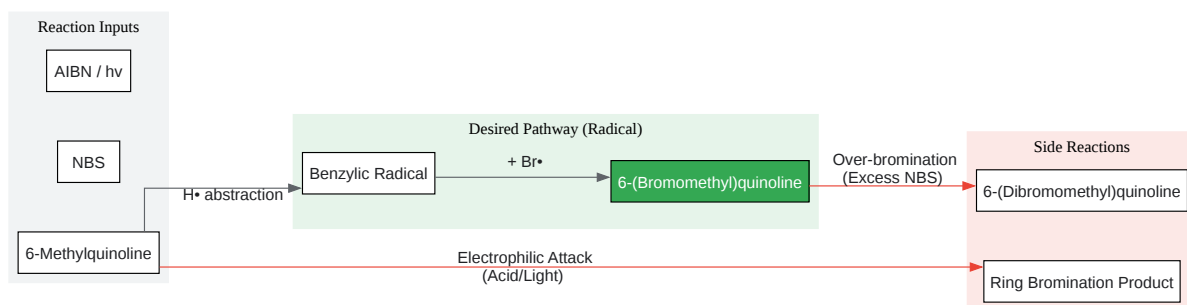 Reaction Inputs
AIBN / hv
NBS
6-Methylquinoline
H• abstraction
Desired Pathway (Radical)
Benzylic Radical
+ Br•
6-(Bromomethyl)quinoline
Over-bromination
(Excess NBS)
Electrophilic Attack
(Acid/Light)
Side Reactions
6-(Dibromomethyl)quinoline
Ring Bromination Product